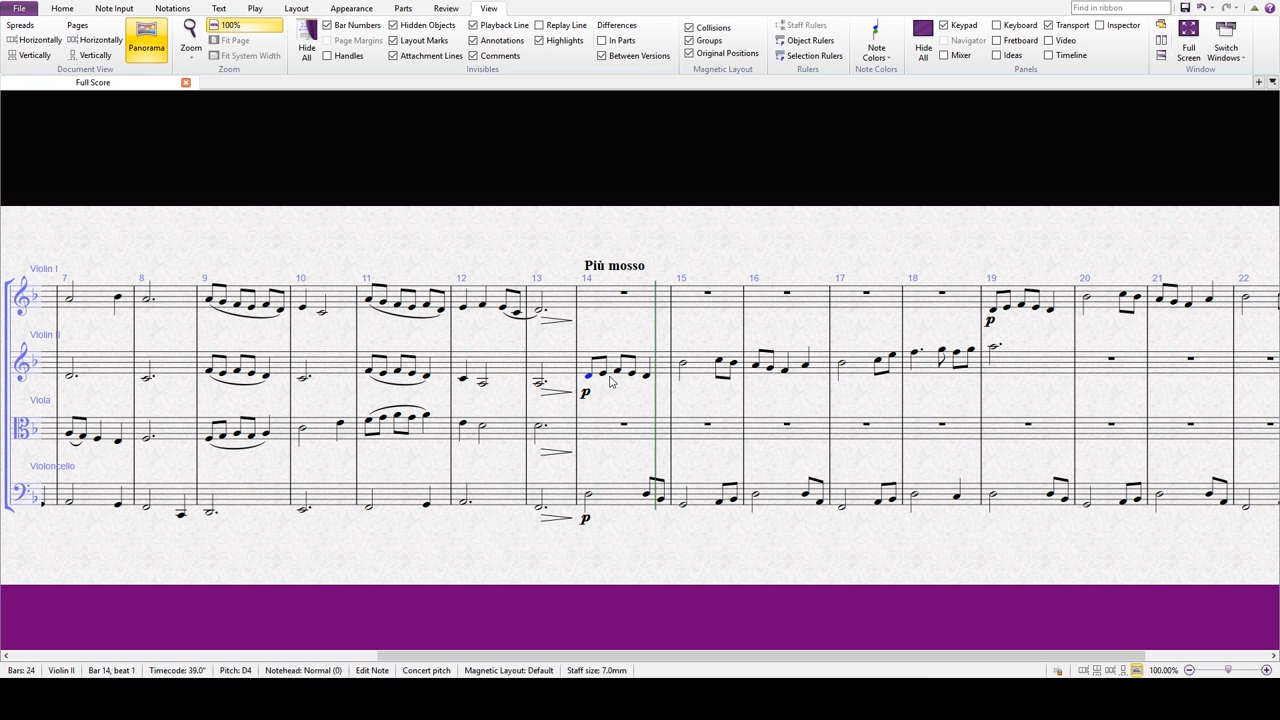 File Home Note Input Notations Text Play Layout Appearance Parts Review View Find in ribbon
Spreads Pages 100% Bar Numbers Hidden Objects Playback Line Replay Line Differences Collisions Staff Rulers Keypad Keyboard Transport Inspector
Horizontally Horizontally Fit Page Page Margins Layout Marks Annotations Highlights In Parts Groups Object Rulers Navigator Fretboard Video
Vertically Vertically Panorama Zoom Fit System Width Hide All Handles Attachment Lines Comments Between Versions Original Positions Selection Rulers Note Colors Hide All Mixer Ideas Timeline Full Screen Switch Windows
Document View Zoom Invisibles Magnetic Layout Rulers Note Colors Panels Window
Full Score
Più mosso
Violin I 7 8 9 10 11 12 13 14 15 16 17 18 19 20 21 22
p
Violin II
p
Viola
Violoncello
p
Bars: 24 Violin II Bar 14, beat 1 Timecode: 39.0" Pitch: D4 Notehead: Normal (0) Edit Note Concert pitch Magnetic Layout: Default Staff size: 7.0mm 100.00%